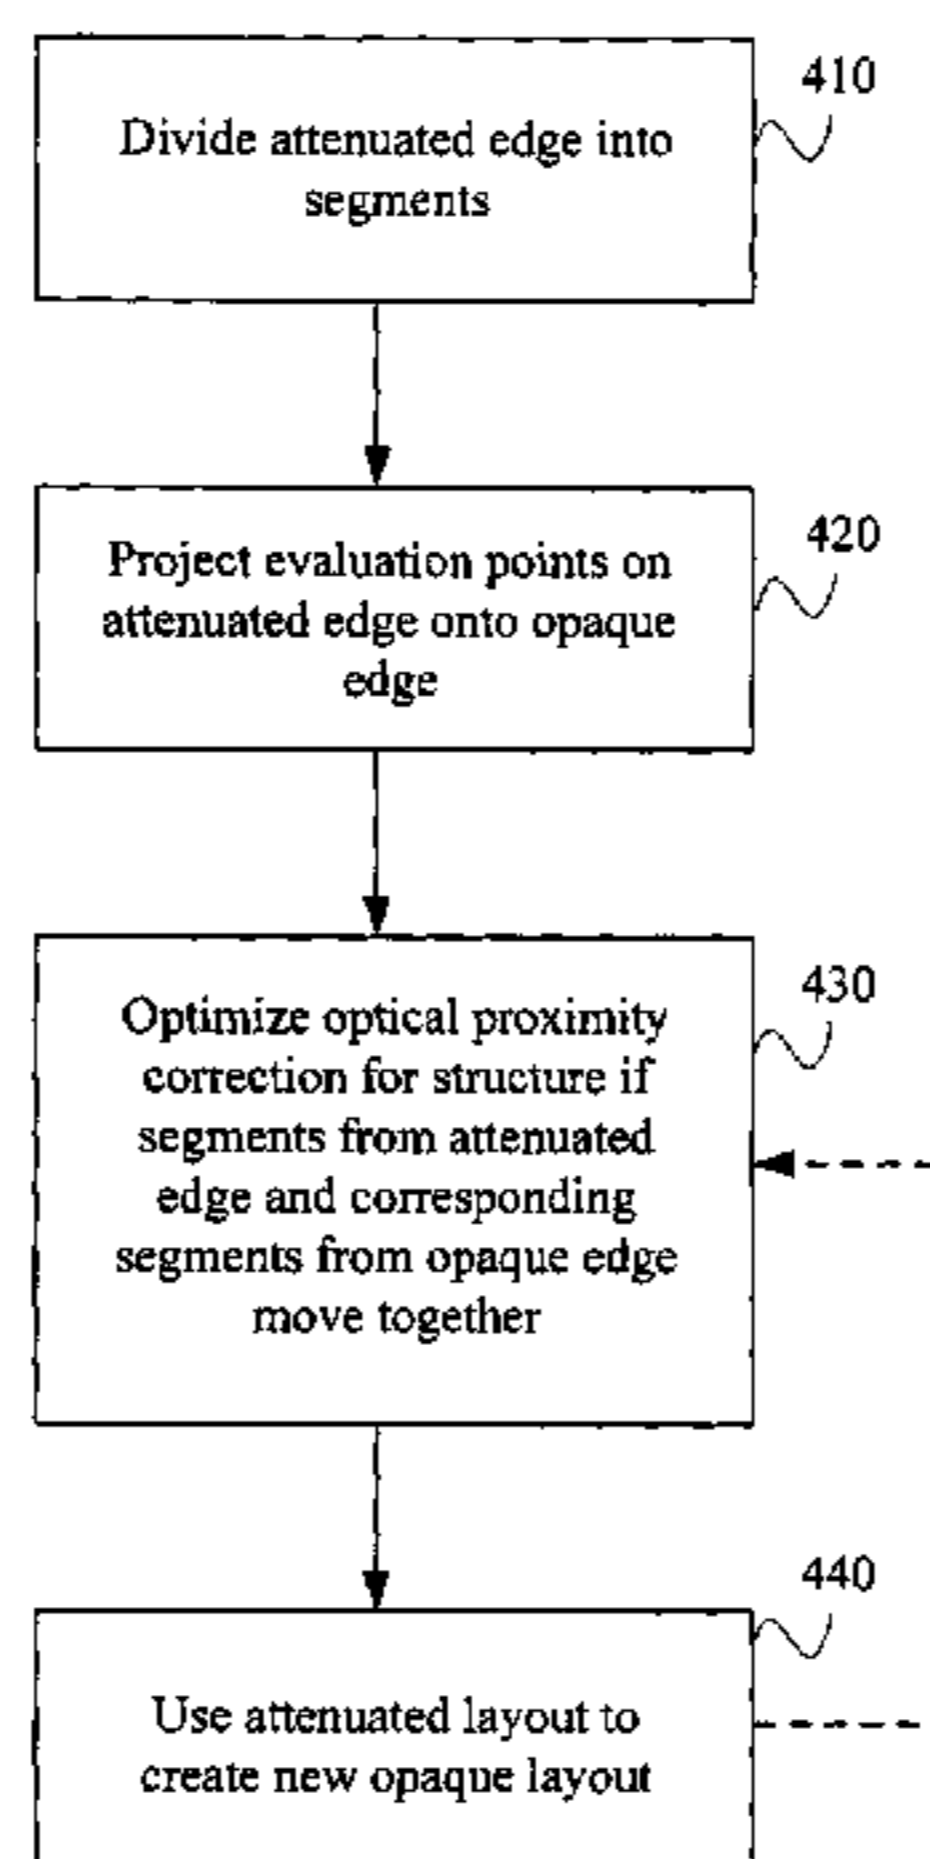 410
Divide attenuated edge into
segments
420
Project evaluation points on
attenuated edge onto opaque
edge
430
Optimize optical proximity
correction for structure if
segments from attenuated
edge and corresponding
segments from opaque edge
move together
440
Use attenuated layout to
create new opaque layout